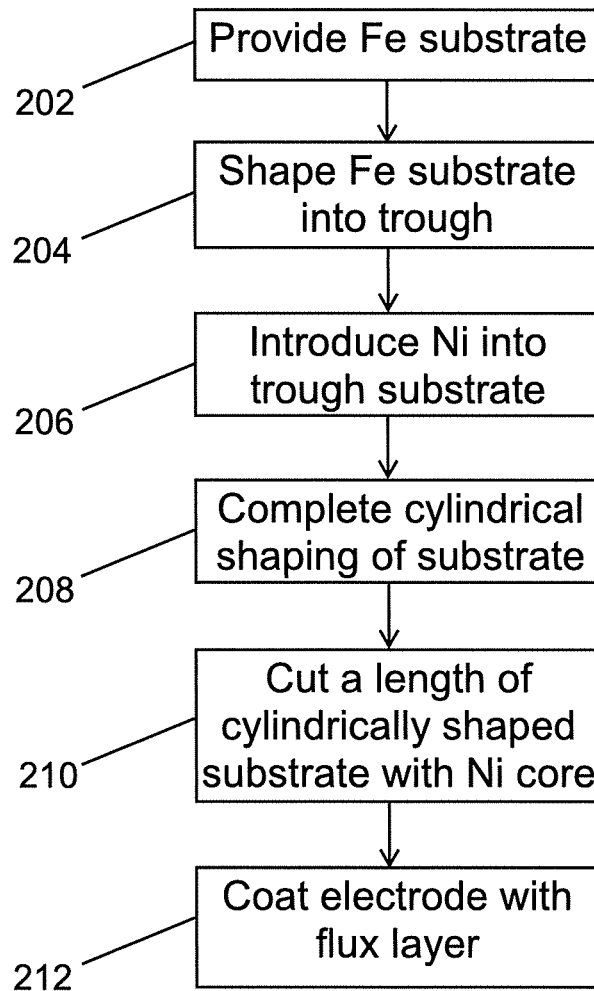 Provide Fe substrate
202
Shape Fe substrate
into trough
204
Introduce Ni into
trough substrate
206
Complete cylindrical
shaping of substrate
208
Cut a length of
cylindrically shaped
substrate with Ni core
210
Coat electrode with
flux layer
212